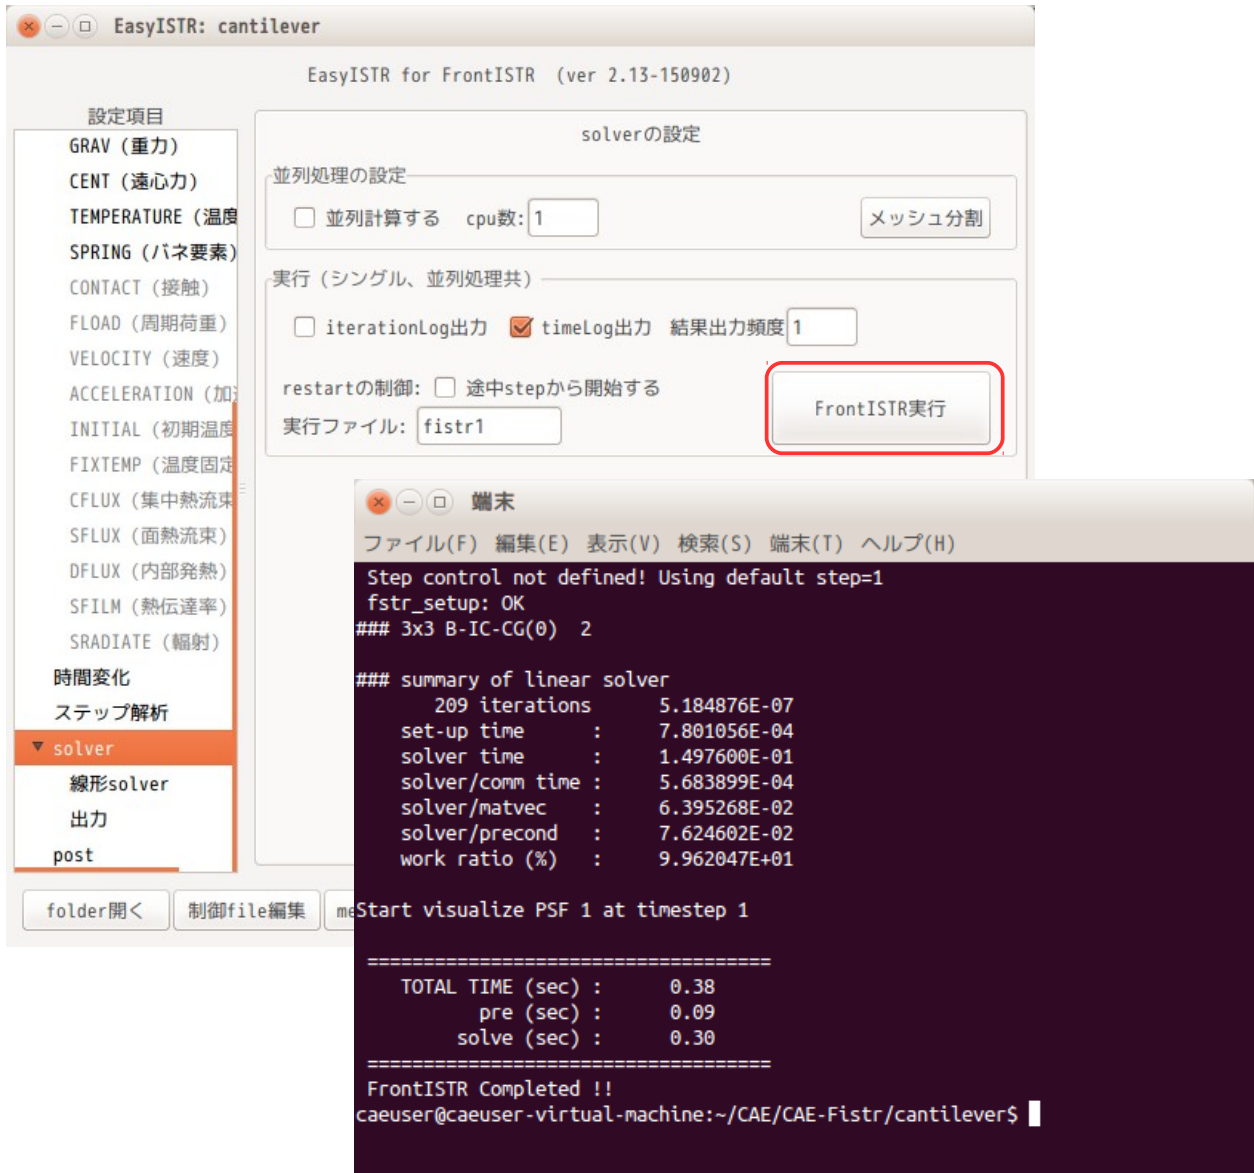 EasyISTR: cantilever
EasyISTR for FrontISTR (ver 2.13-150902)
設定項目
GRAV (重力)
CENT (遠心力)
TEMPERATURE (温度
SPRING (バネ要素)
CONTACT (接触)
FLOAD (周期荷重)
VELOCITY (速度)
ACCELERATION (加
INITIAL (初期温度
FIXTEMP (温度固定
CFLUX (集中熱流束
SFLUX (面熱流束)
DFLUX (内部発熱)
SFILM (熱伝達率)
SRADIATE (輻射)
時間変化
ステップ解析
solver
線形solver
出力
post
solverの設定
並列処理の設定
並列計算する cpu数: 1
メッシュ分割
実行 (シングル、並列処理共)
iterationLog出力 timeLog出力 結果出力頻度 1
restartの制御: 途中stepから開始する
実行ファイル: fistr1
FrontISTR実行
folder開く 制御file編集 me
端末
ファイル(F) 編集(E) 表示(V) 検索(S) 端末(T) ヘルプ(H)
Step control not defined! Using default step=1
fstr_setup: OK
### 3x3 B-IC-CG(0) 2
### summary of linear solver
209 iterations 5.184876E-07
set-up time : 7.801056E-04
solver time : 1.497600E-01
solver/comm time : 5.683899E-04
solver/matvec : 6.395268E-02
solver/precond : 7.624602E-02
work ratio (%) : 9.962047E+01
Start visualize PSF 1 at timestep 1
====================================
TOTAL TIME (sec) : 0.38
pre (sec) : 0.09
solve (sec) : 0.30
====================================
FrontISTR Completed !!
caeuser@caeuser-virtual-machine:~/CAE/CAE-Fistr/cantilever$